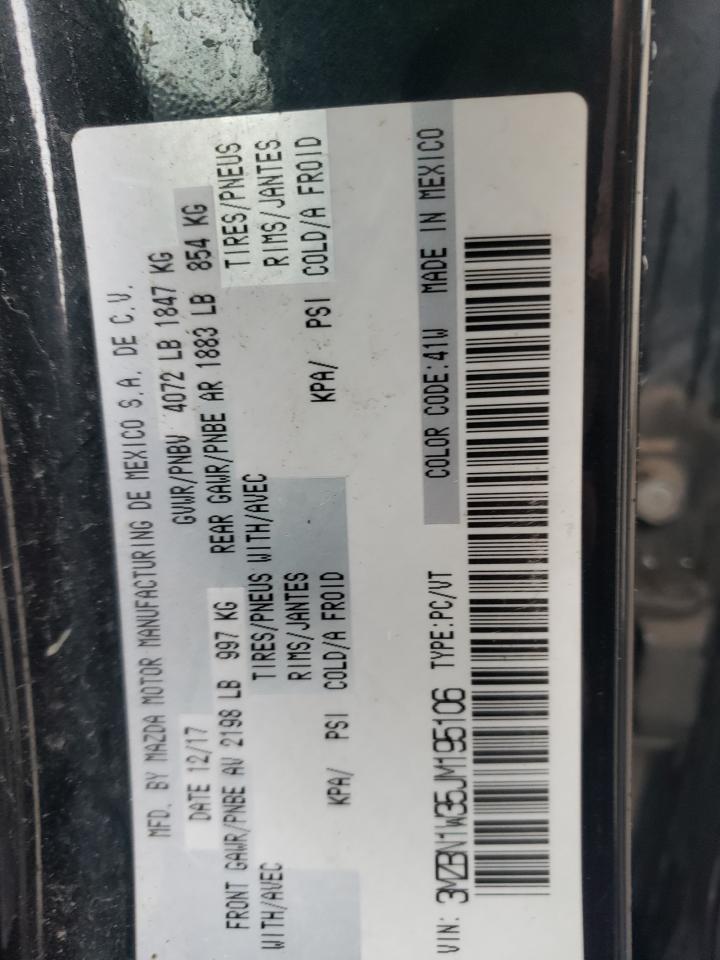 MFD. BY MAZDA MOTOR MANUFACTURING DE MEXICO S.A. DE C.V.
DATE 12/17 GVWR/PNBV 4072 LB 1847 KG
FRONT GAWR/PNBE AV 2198 LB 997 KG REAR GAWR/PNBE AR 1883 LB 854 KG
WITH/AVEC TIRES/PNEUS WITH/AVEC TIRES/PNEUS
RIMS/JANTES RIMS/JANTES
KPA/ PSI COLD/A FROID KPA/ PSI COLD/A FROID
COLOR CODE:41W MADE IN MEXICO
VIN: 3MZBN1W35JM195106 TYPE:PC/VT